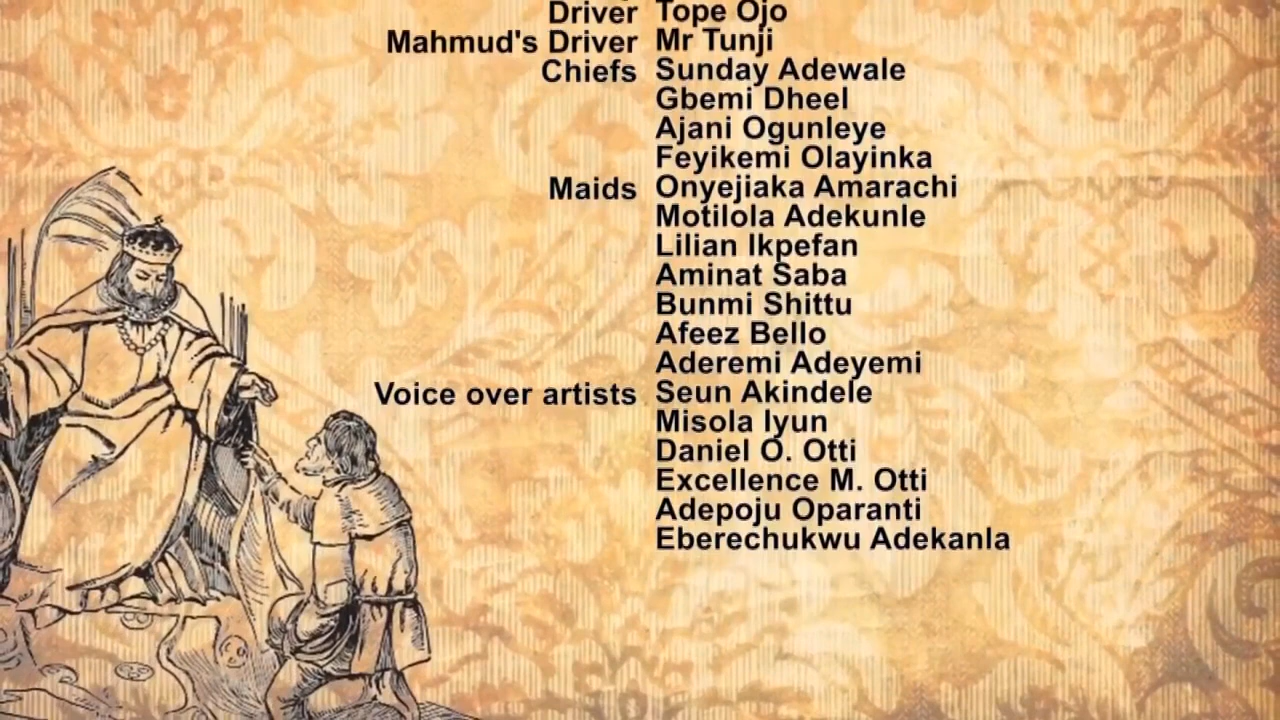 Driver Tope Ojo
Mahmud's Driver Mr Tunji
Chiefs Sunday Adewale
Gbemi Dheel
Ajani Ogunleye
Feyikemi Olayinka
Maids Onyejiaka Amarachi
Motilola Adekunle
Lilian Ikpefan
Aminat Saba
Bunmi Shittu
Afeez Bello
Aderemi Adeyemi
Voice over artists Seun Akindele
Misola Iyun
Daniel O. Otti
Excellence M. Otti
Adepoju Oparanti
Eberechukwu Adekanla